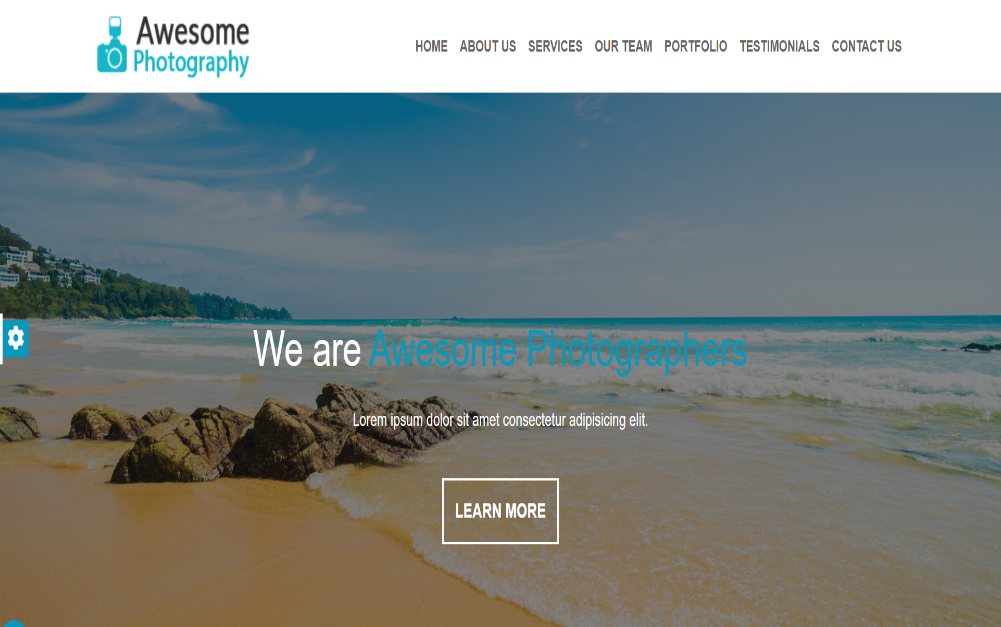 Awesome
Photography
HOME ABOUT US SERVICES OUR TEAM PORTFOLIO TESTIMONIALS CONTACT US
We are Awesome Photographers
Lorem ipsum dolor sit amet consectetur adipisicing elit.
LEARN MORE